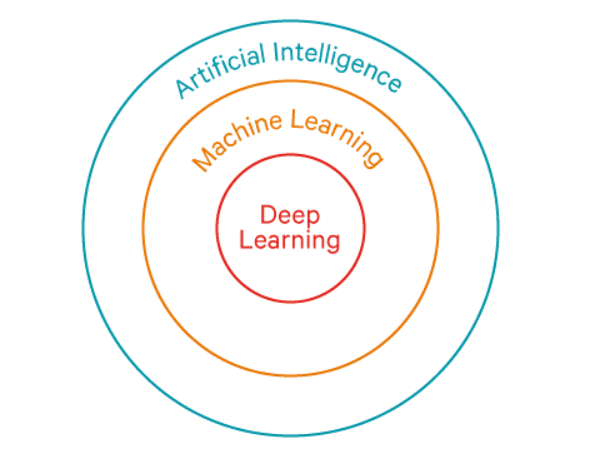 Artificial Intelligence
Machine Learning
Deep
Learning